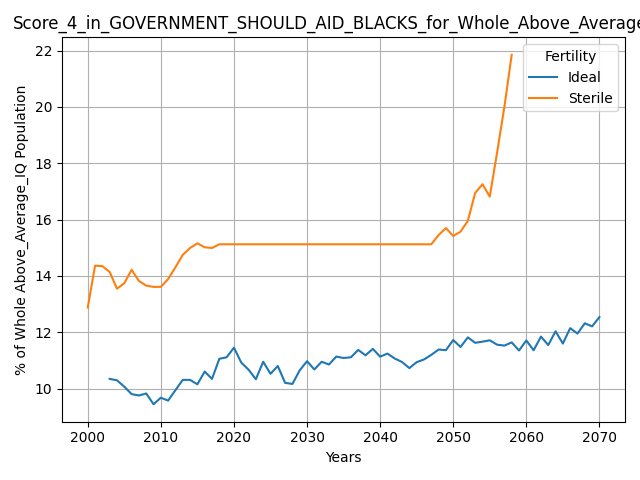 Score_4_in_GOVERNMENT_SHOULD_AID_BLACKS_for_Whole_Above_Average
Fertility
Ideal
Sterile
% of Whole Above_Average_IQ Population
22
20
18
16
14
12
10
2000 2010 2020 2030 2040 2050 2060 2070
Years